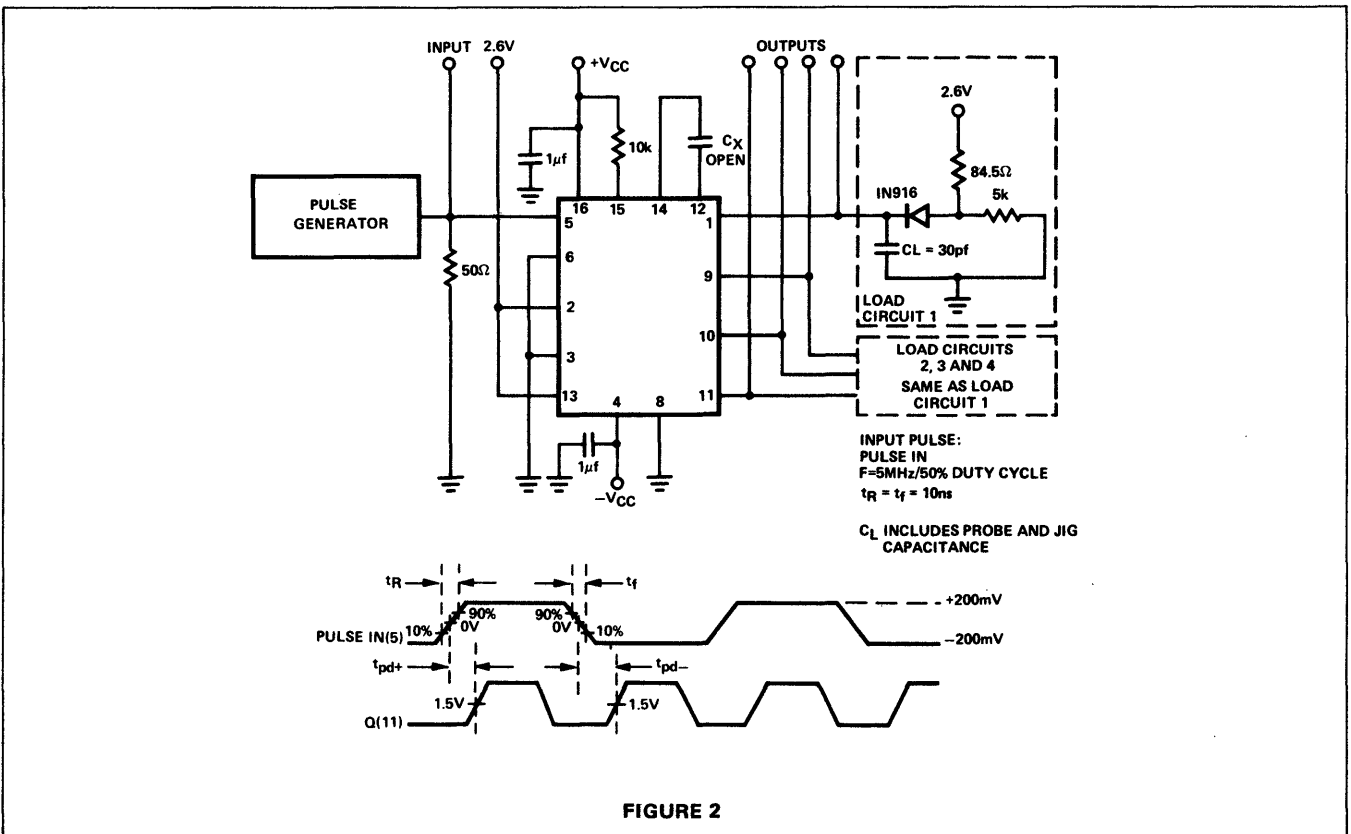 INPUT 2.6V
OUTPUTS
+VCC
2.6V
1µf
10k
CX
OPEN
84.5Ω
IN916
5k
PULSE
GENERATOR
16 15 14 12
5
1
CL = 30pf
50Ω
6
9
2
LOAD
CIRCUIT 1
10
3
LOAD CIRCUITS
2, 3 AND 4
SAME AS LOAD
CIRCUIT 1
13
4
8
11
1µf
−VCC
INPUT PULSE:
PULSE IN
F=5MHz/50% DUTY CYCLE
tR = tf = 10ns
CL INCLUDES PROBE AND JIG
CAPACITANCE
tR
tf
+200mV
10%
90%
0V
90%
0V
10%
PULSE IN(5)
−200mV
tpd+
tpd−
1.5V
1.5V
Q(11)
FIGURE 2